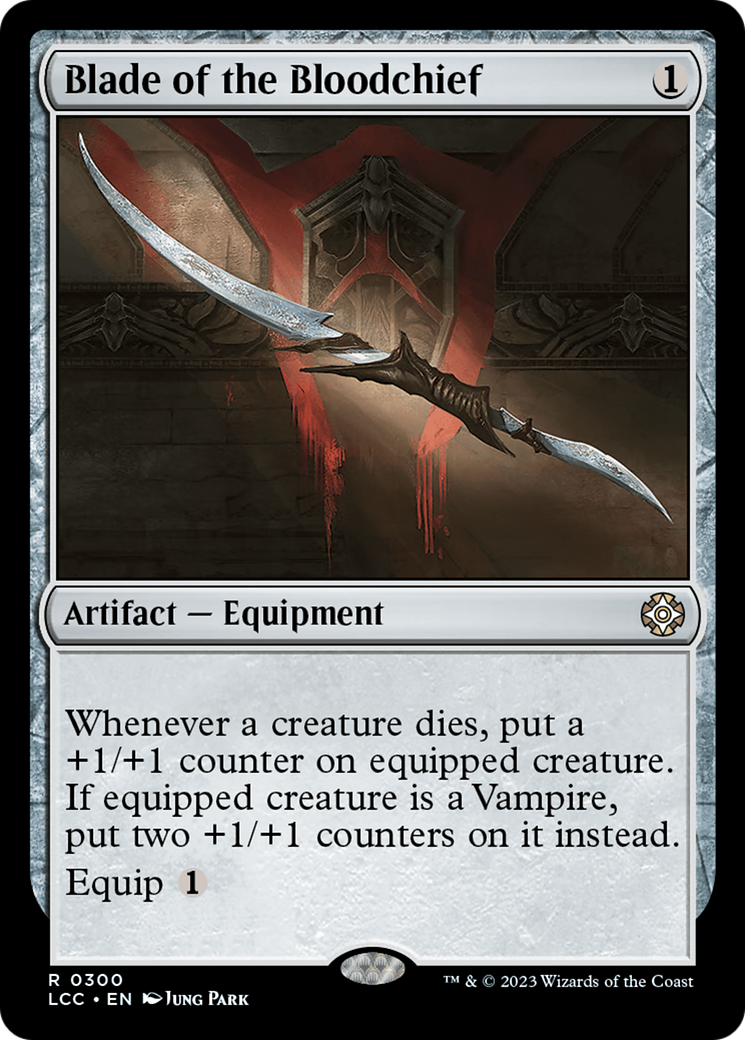 Blade of the Bloodchief 1
Artifact — Equipment
Whenever a creature dies, put a
+1/+1 counter on equipped creature.
If equipped creature is a Vampire,
put two +1/+1 counters on it instead.
Equip 1
R 0300
LCC • EN Jung Park
™ & © 2023 Wizards of the Coast